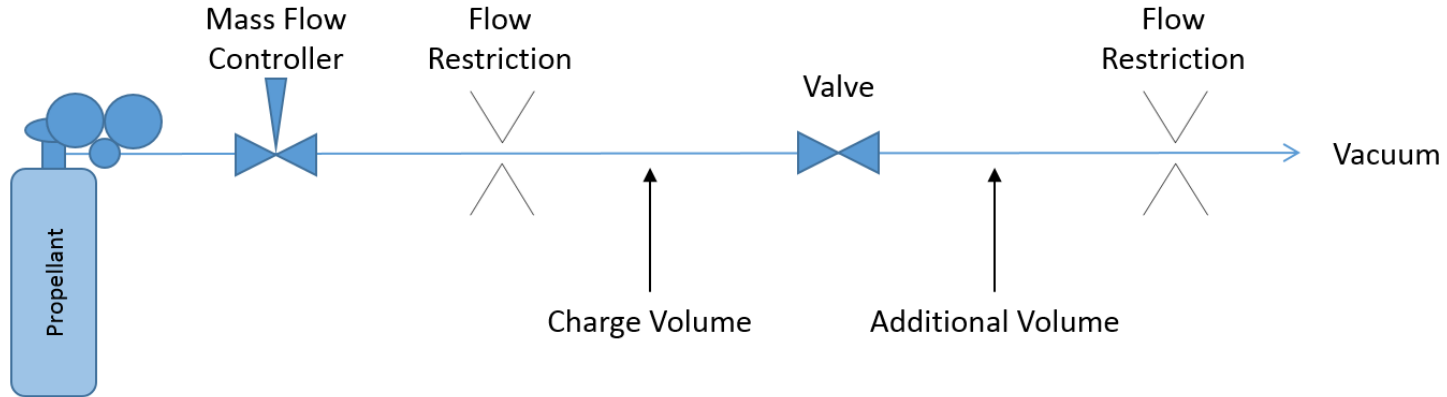 Mass Flow
Controller
Flow
Restriction
Valve
Flow
Restriction
Vacuum
Propellant
Charge Volume
Additional Volume